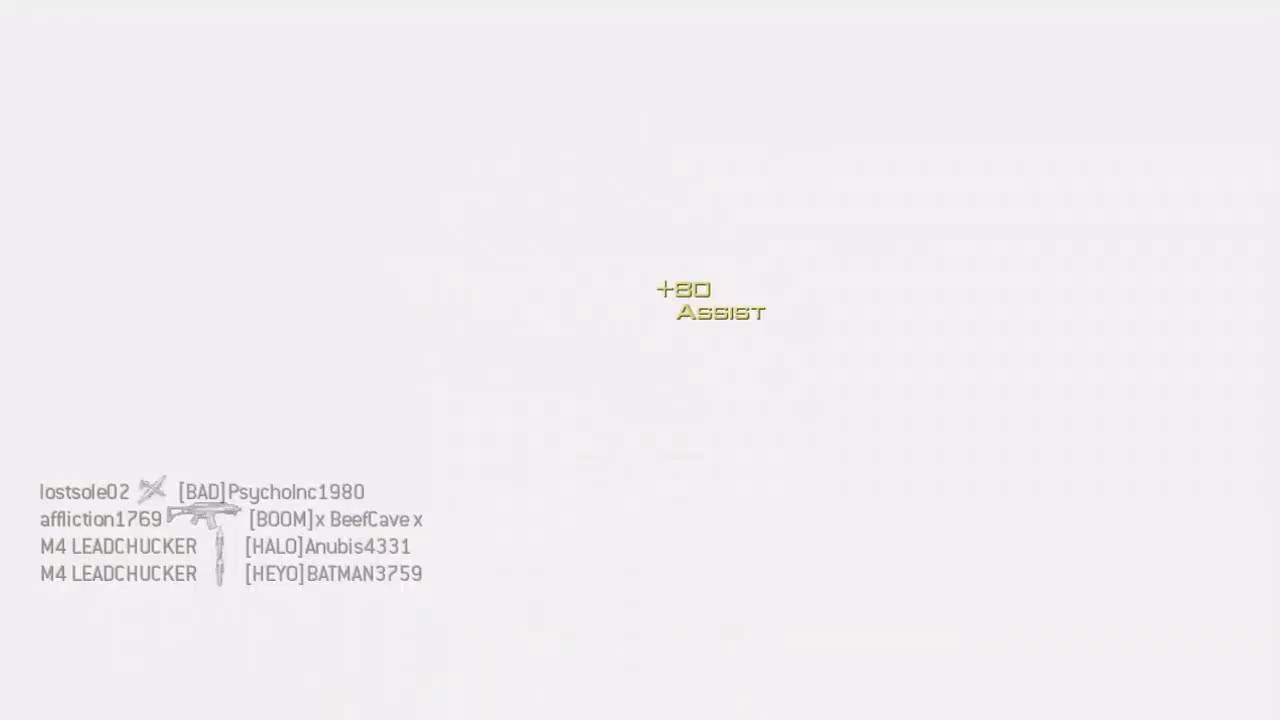 +80
Assist
lostsole02 [BAD]PsychoInc1980
affliction1769 [BOOM]x BeefCave x
M4 LEADCHUCKER [HALO]Anubis4331
M4 LEADCHUCKER [HEYO]BATMAN3759